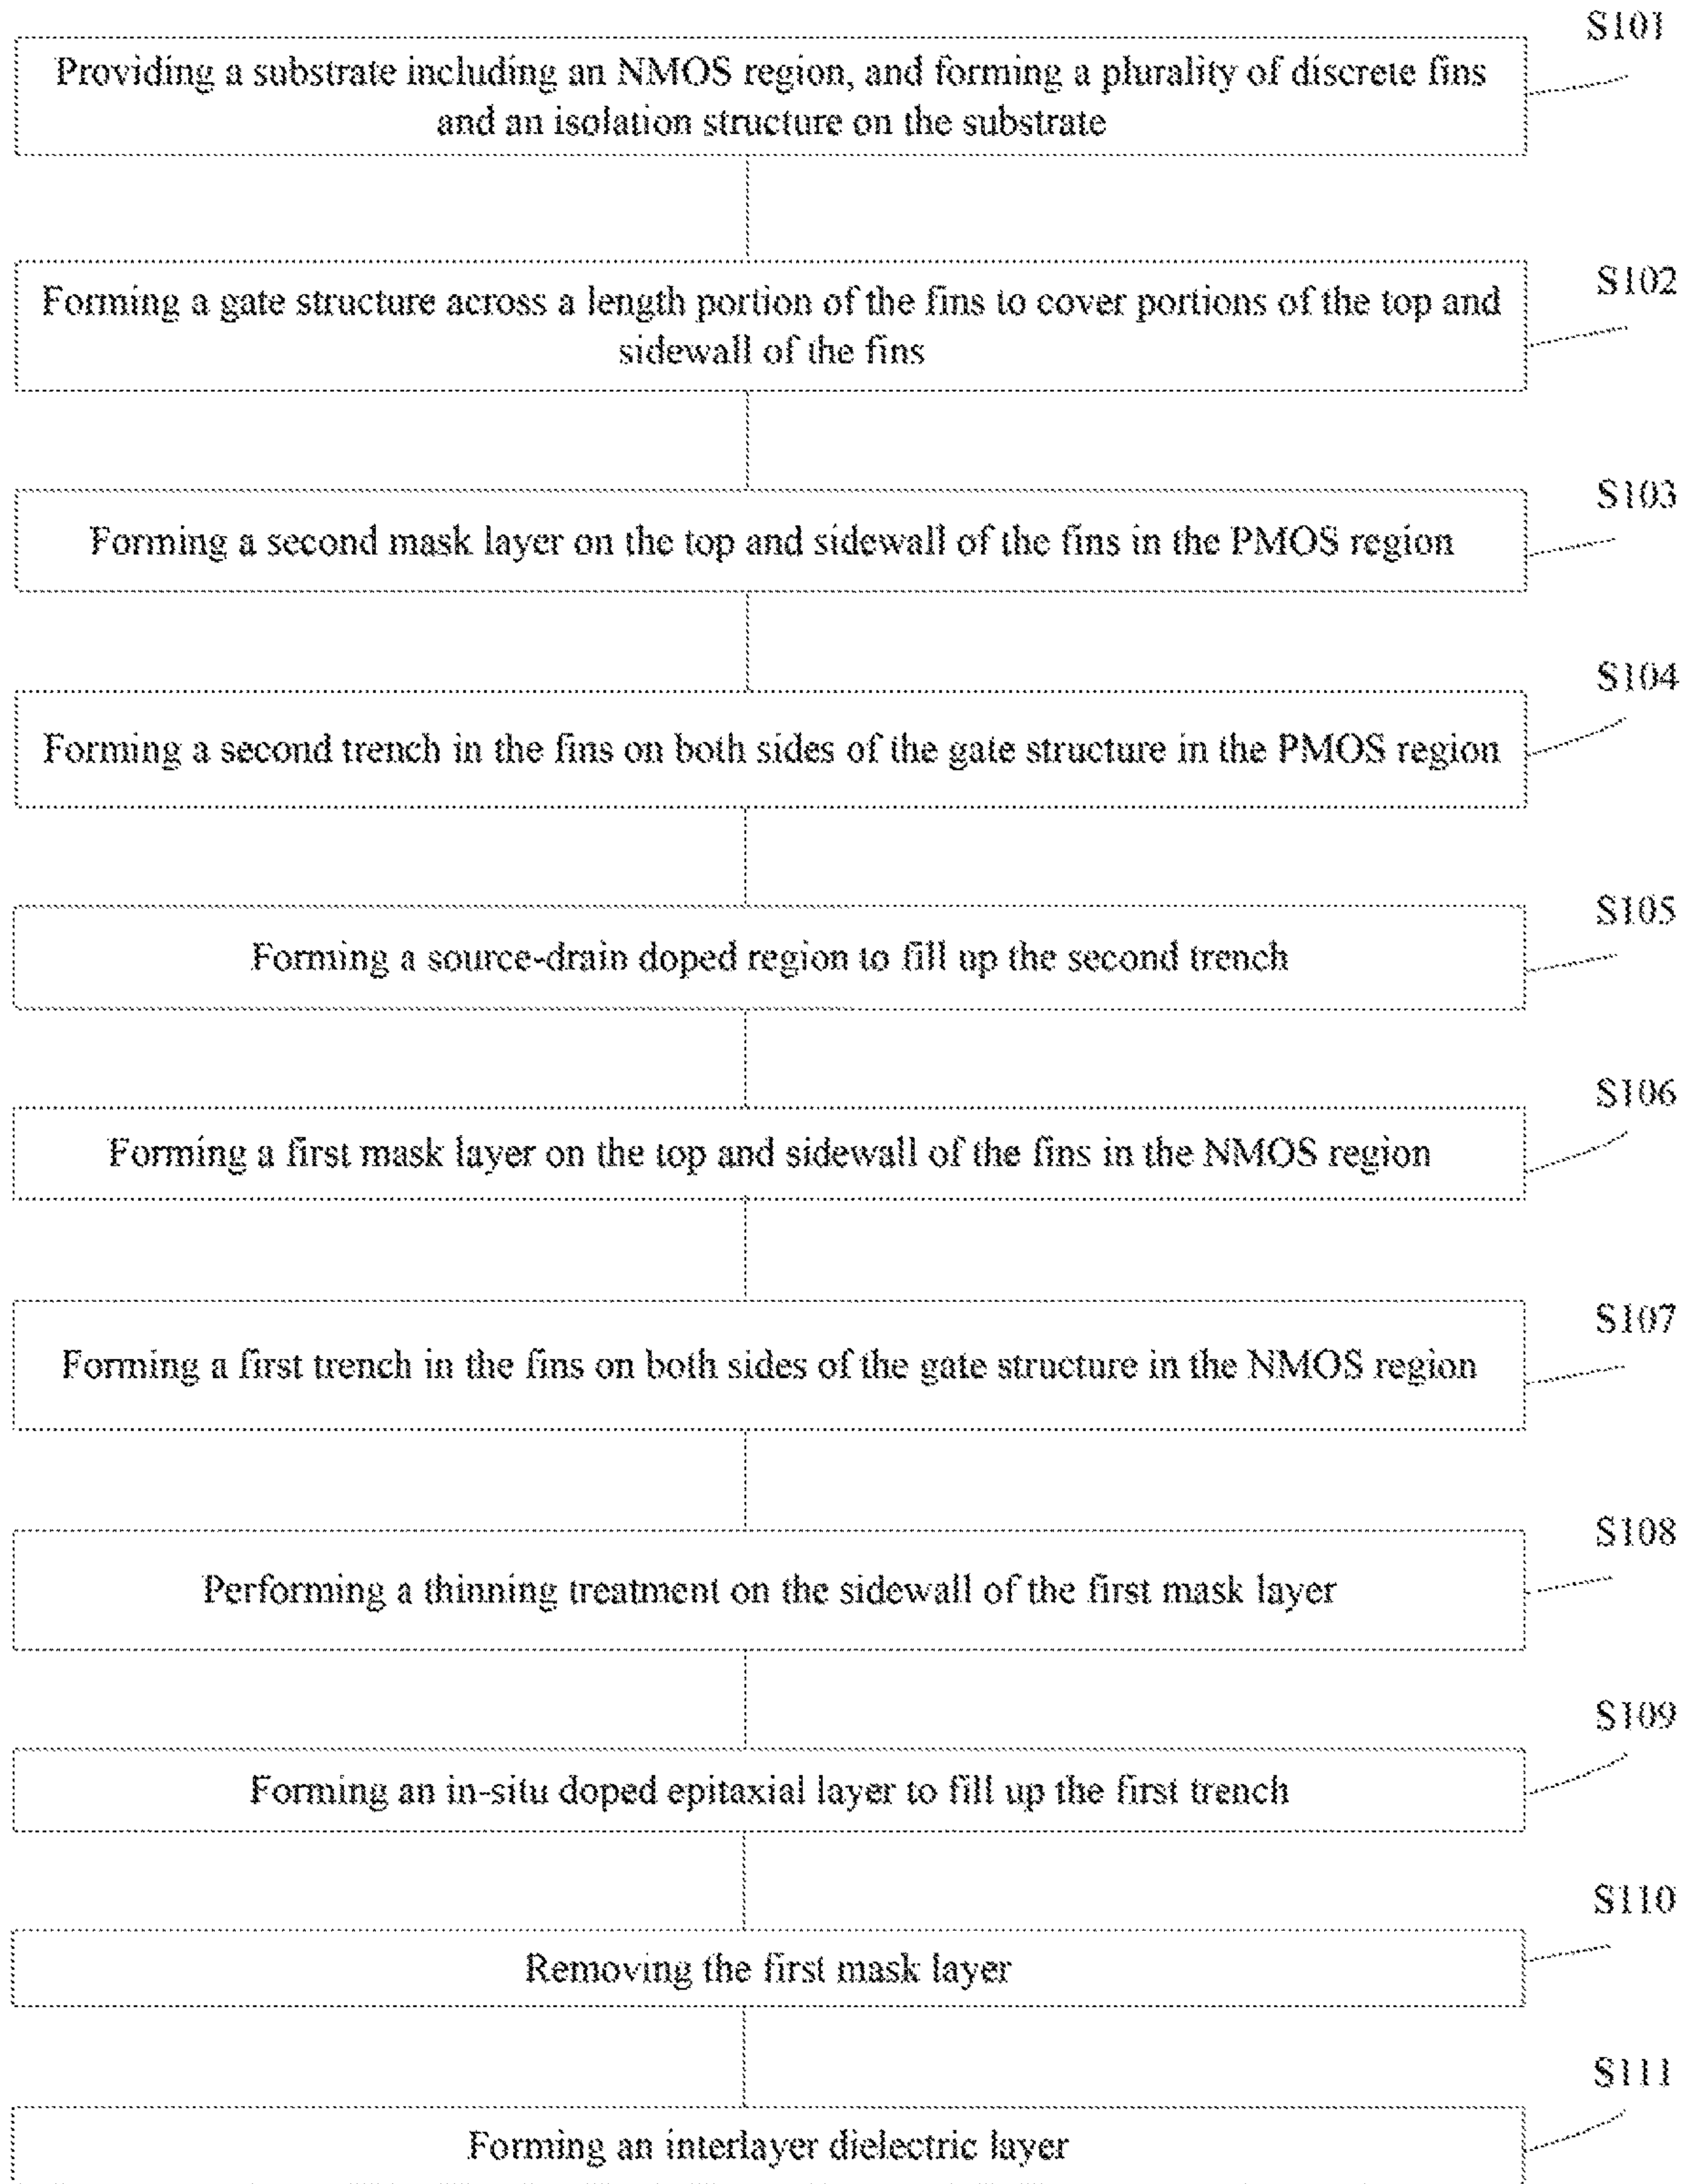 S101
Providing a substrate including an NMOS region, and forming a plurality of discrete fins
and an isolation structure on the substrate
S102
Forming a gate structure across a length portion of the fins to cover portions of the top and
sidewall of the fins
S103
Forming a second mask layer on the top and sidewall of the fins in the PMOS region
S104
Forming a second trench in the fins on both sides of the gate structure in the PMOS region
S105
Forming a source-drain doped region to fill up the second trench
S106
Forming a first mask layer on the top and sidewall of the fins in the NMOS region
S107
Forming a first trench in the fins on both sides of the gate structure in the NMOS region
S108
Performing a thinning treatment on the sidewall of the first mask layer
S109
Forming an in-situ doped epitaxial layer to fill up the first trench
S110
Removing the first mask layer
S111
Forming an interlayer dielectric layer